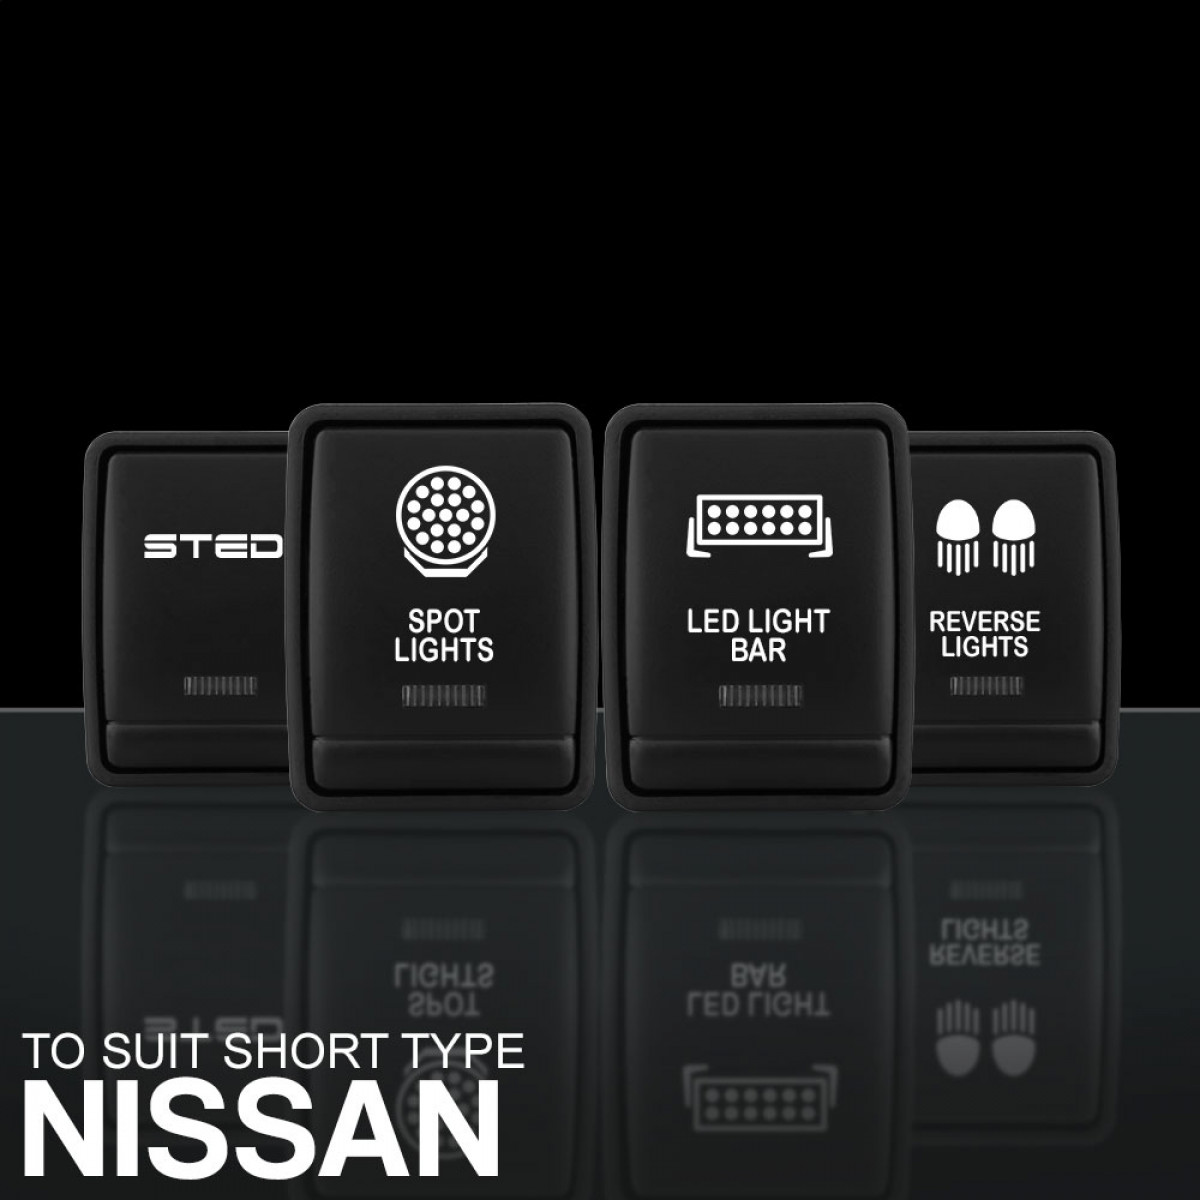 STED
SPOT
LIGHTS
LED LIGHT
BAR
REVERSE
LIGHTS
TO SUIT SHORT TYPE
NISSAN